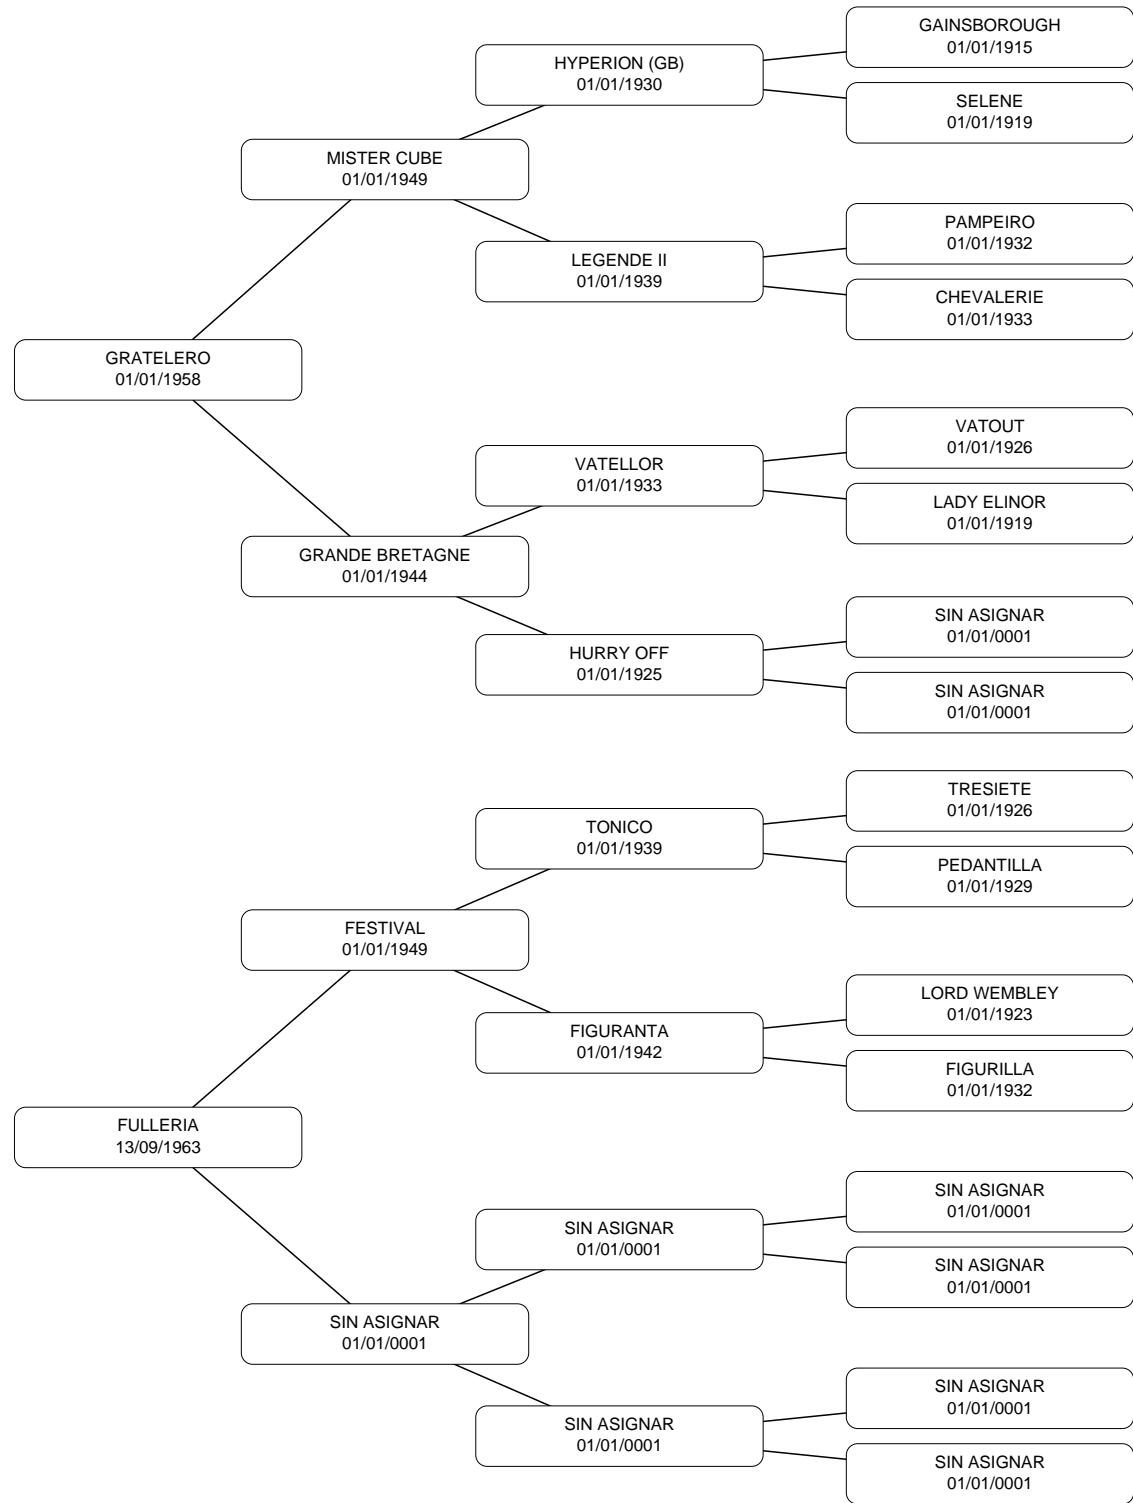 GAINSBOROUGH
01/01/1915
HYPERION (GB)
01/01/1930
SELENE
01/01/1919
MISTER CUBE
01/01/1949
PAMPEIRO
01/01/1932
LEGENDE II
01/01/1939
CHEVALERIE
01/01/1933
GRATELERO
01/01/1958
VATOUT
01/01/1926
VATELLOR
01/01/1933
LADY ELINOR
01/01/1919
GRANDE BRETAGNE
01/01/1944
SIN ASIGNAR
01/01/0001
HURRY OFF
01/01/1925
SIN ASIGNAR
01/01/0001
TRESIETE
01/01/1926
TONICO
01/01/1939
PEDANTILLA
01/01/1929
FESTIVAL
01/01/1949
LORD WEMBLEY
01/01/1923
FIGURANTA
01/01/1942
FIGURILLA
01/01/1932
FULLERIA
13/09/1963
SIN ASIGNAR
01/01/0001
SIN ASIGNAR
01/01/0001
SIN ASIGNAR
01/01/0001
SIN ASIGNAR
01/01/0001
SIN ASIGNAR
01/01/0001
SIN ASIGNAR
01/01/0001
SIN ASIGNAR
01/01/0001